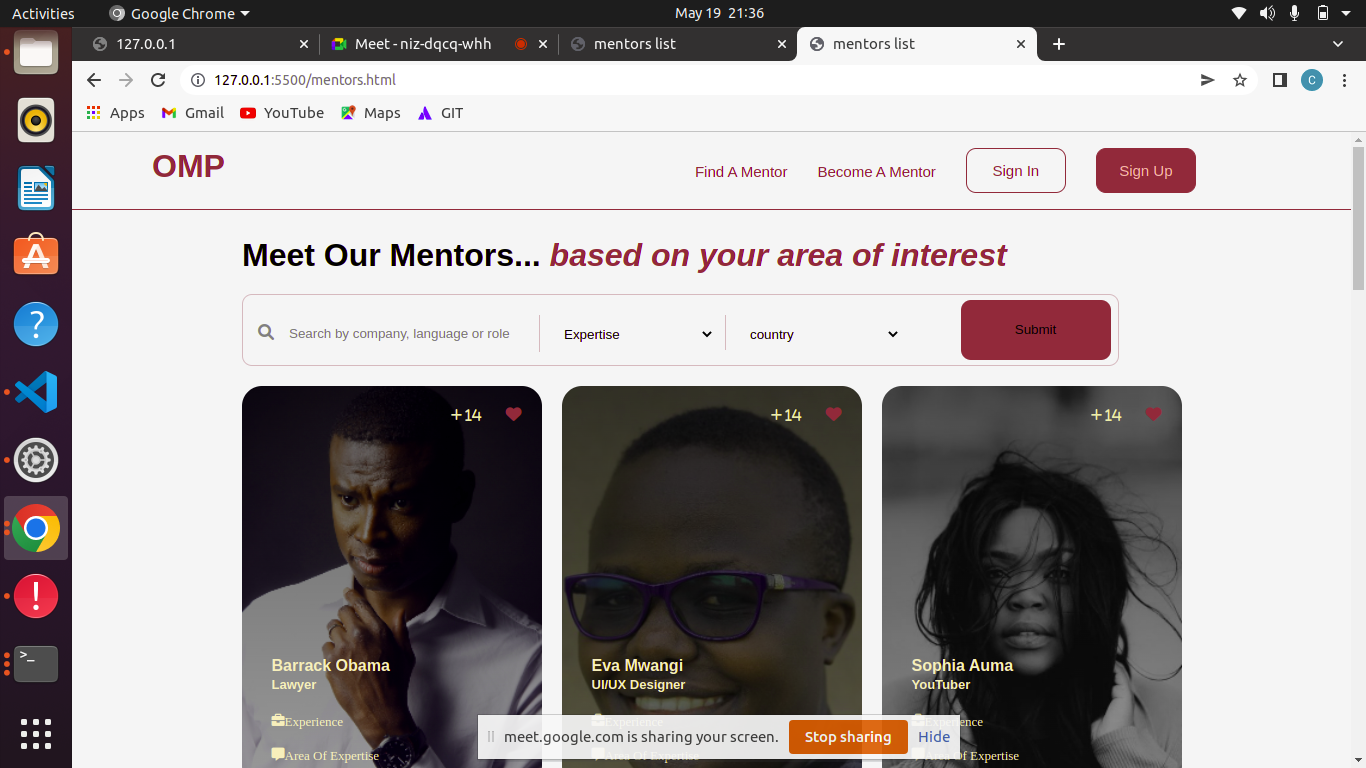 Activities Google Chrome May 19 21:36
127.0.0.1 Meet - niz-dqcq-whh mentors list mentors list
127.0.0.1:5500/mentors.html C
Apps Gmail YouTube Maps GIT
OMP Find A Mentor Become A Mentor Sign In Sign Up
Meet Our Mentors... based on your area of interest
Search by company, language or role Expertise country Submit
+14 +14 +14
Barrack Obama Eva Mwangi Sophia Auma
Lawyer UI/UX Designer YouTuber
Experience Experience Experience
meet.google.com is sharing your screen. Stop sharing Hide
Area Of Expertise Area Of Expertise Area Of Expertise